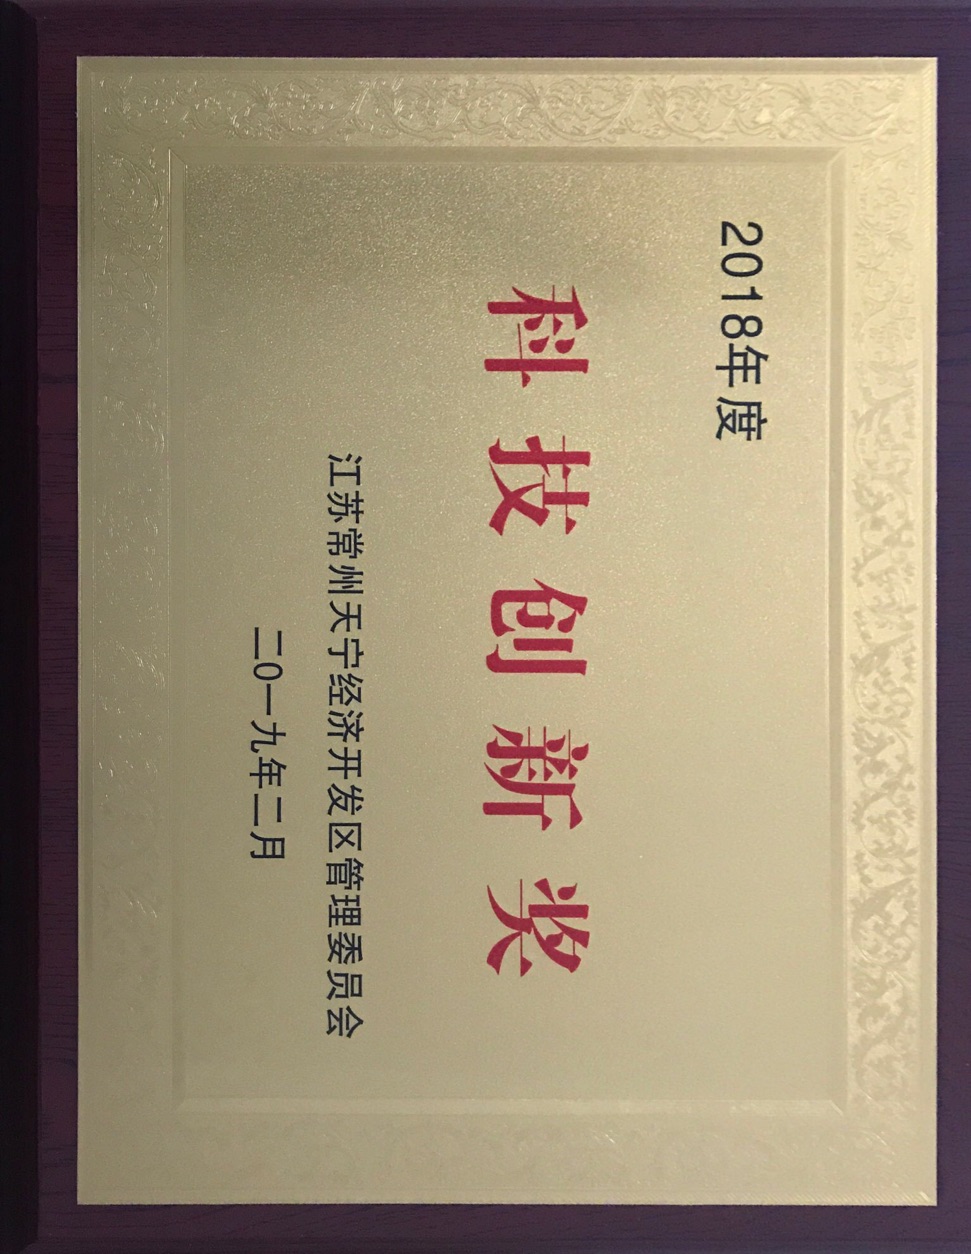 2018年度
科技创新奖
江苏常州天宁经济开发区管理委员会
二〇一九年二月